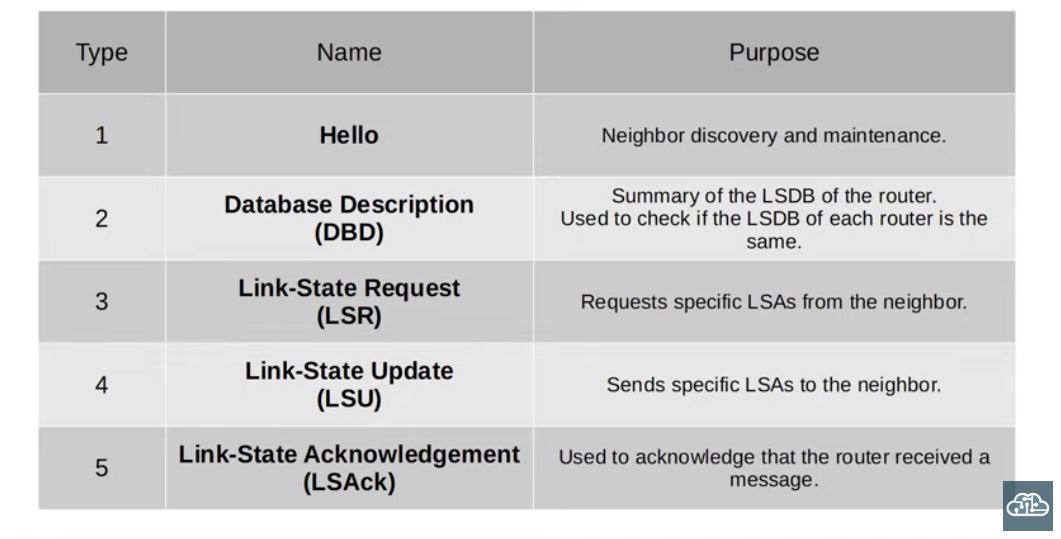 Type Name Purpose
1 Hello Neighbor discovery and maintenance.
2 Database Description
(DBD)
Summary of the LSDB of the router.
Used to check if the LSDB of each router is the
same.
3 Link-State Request
(LSR)
Requests specific LSAs from the neighbor.
4 Link-State Update
(LSU)
Sends specific LSAs to the neighbor.
5 Link-State Acknowledgement
(LSAck)
Used to acknowledge that the router received a
message.